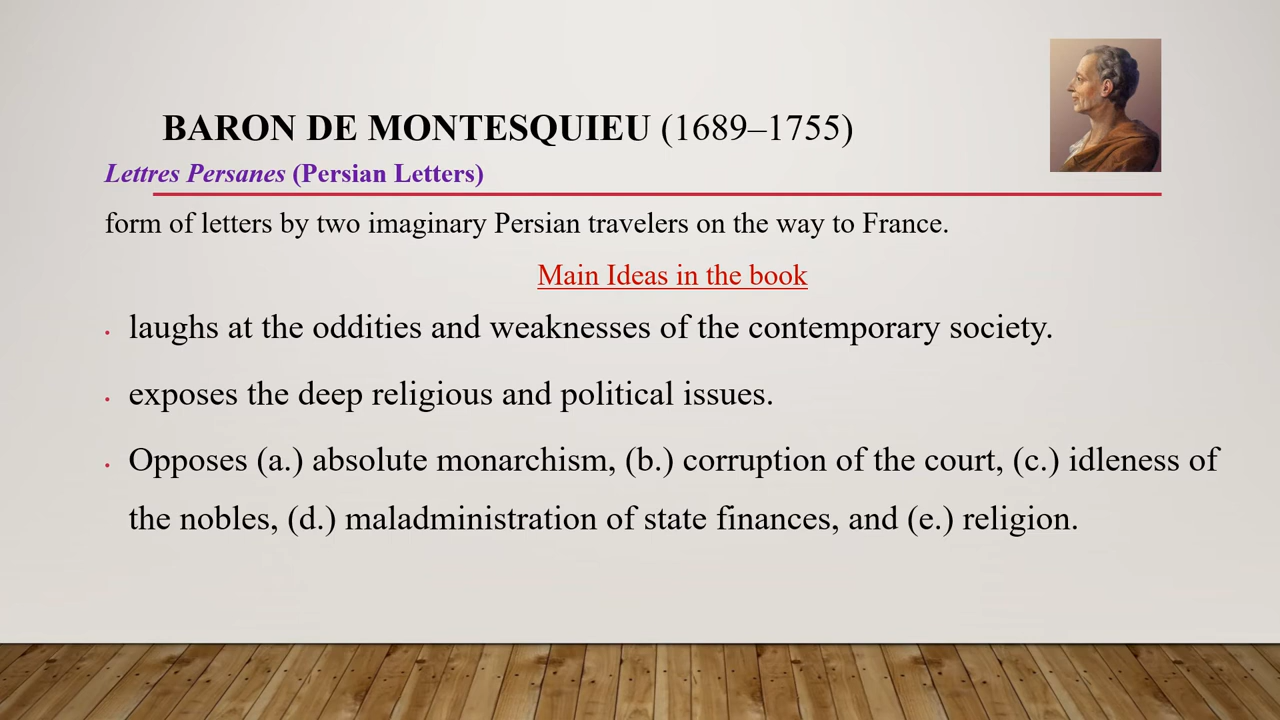 BARON DE MONTESQUIEU (1689–1755)
Lettres Persanes (Persian Letters)
form of letters by two imaginary Persian travelers on the way to France.
Main Ideas in the book
• laughs at the oddities and weaknesses of the contemporary society.
• exposes the deep religious and political issues.
• Opposes (a.) absolute monarchism, (b.) corruption of the court, (c.) idleness of
the nobles, (d.) maladministration of state finances, and (e.) religion.